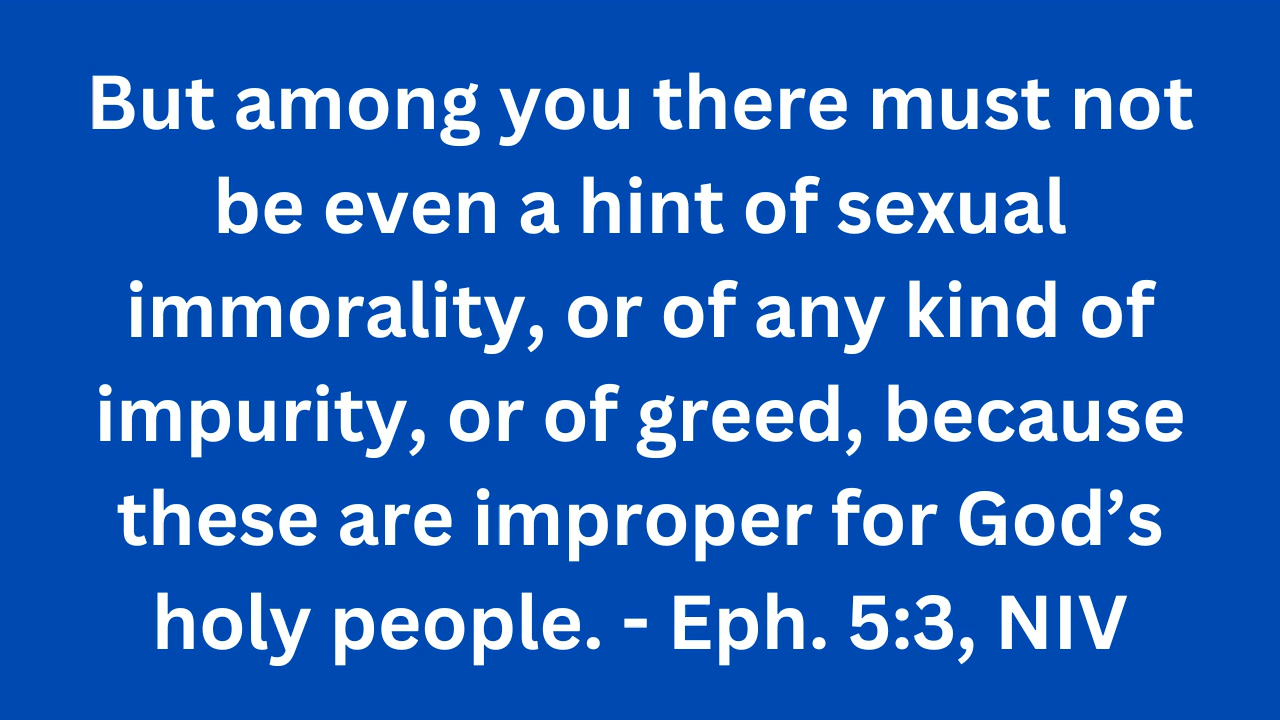 But among you there must not
be even a hint of sexual
immorality, or of any kind of
impurity, or of greed, because
these are improper for God’s
holy people. - Eph. 5:3, NIV